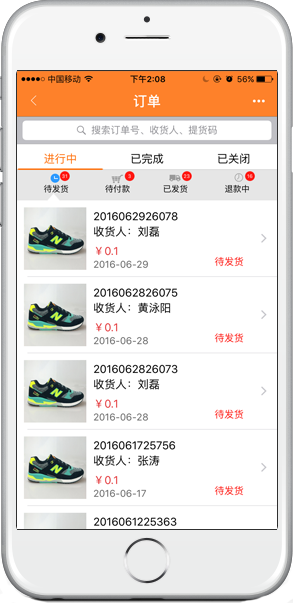 中国移动 下午2:08 56%
订单
搜索订单号、收货人、提货码
进行中 已完成 已关闭
31 5 23 16
待发货 待付款 已发货 退款中
2016062926078
收货人：刘磊
￥0.1
2016-06-29 待发货
2016062826075
收货人：黄泳阳
￥0.1
2016-06-28 待发货
2016062826073
收货人：刘磊
￥0.1
2016-06-28 待发货
2016061725756
收货人：张涛
￥0.1
2016-06-17 待发货
2016061225363